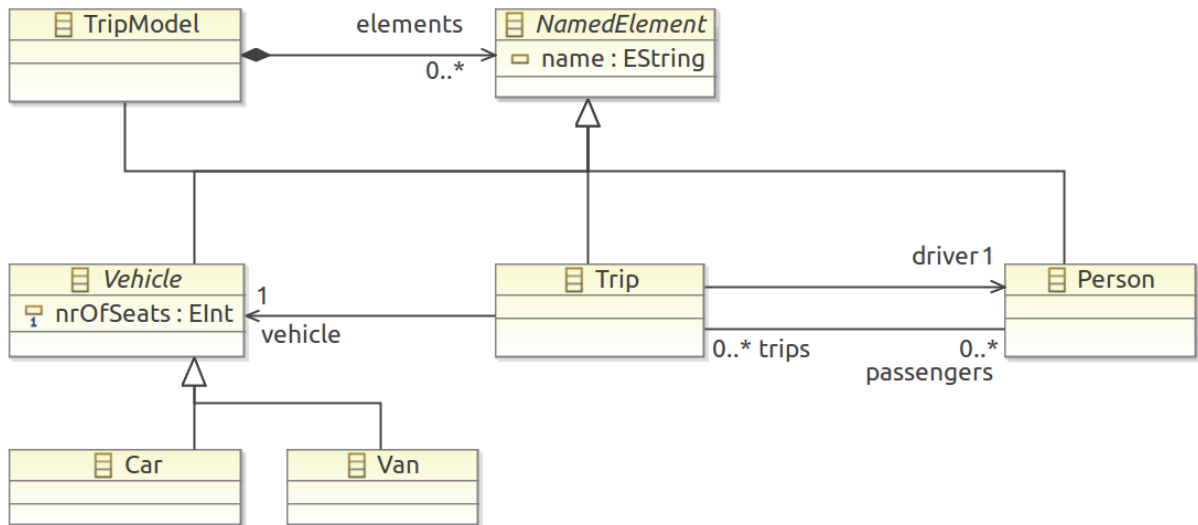 TripModel
elements
0..*
NamedElement
name : EString
Vehicle
1 nrOfSeats : EInt
1
vehicle
Trip
driver1
Person
0..* trips
0..*
passengers
Car
Van